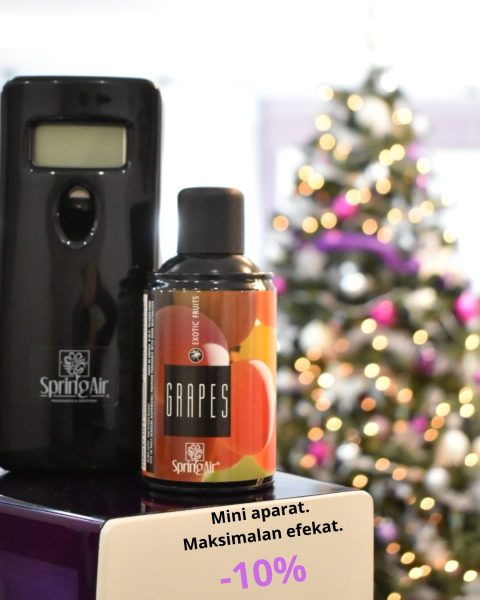 SpringAir
EXOTIC FRUITS
GRAPES
SpringAir®
Mini aparat.
Maksimalan efekat.
-10%